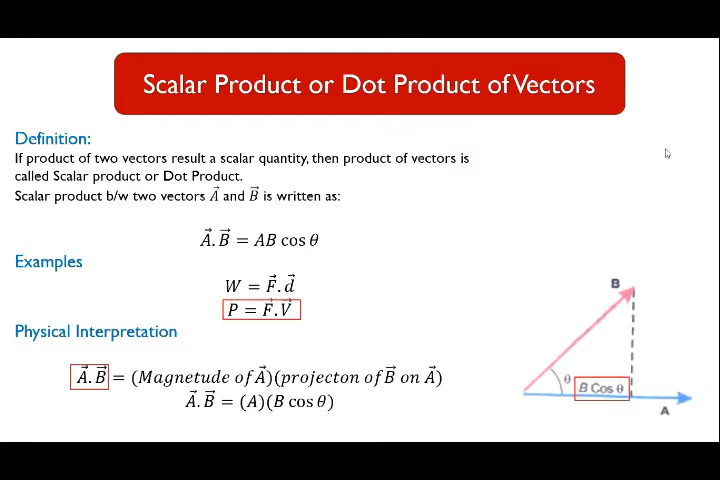 Scalar Product or Dot Product of Vectors
Definition:
If product of two vectors result a scalar quantity, then product of vectors is
called Scalar product or Dot Product.
Scalar product b/w two vectors A⃗ and B⃗ is written as:
A⃗.B⃗ = AB cos θ
Examples
W = F⃗.d⃗
P = F⃗.V⃗
Physical Interpretation
A⃗.B⃗ = (Magnetude of A⃗)(projecton of B⃗ on A⃗)
A⃗.B⃗ = (A)(B cos θ)
B
θ
B Cos θ
A